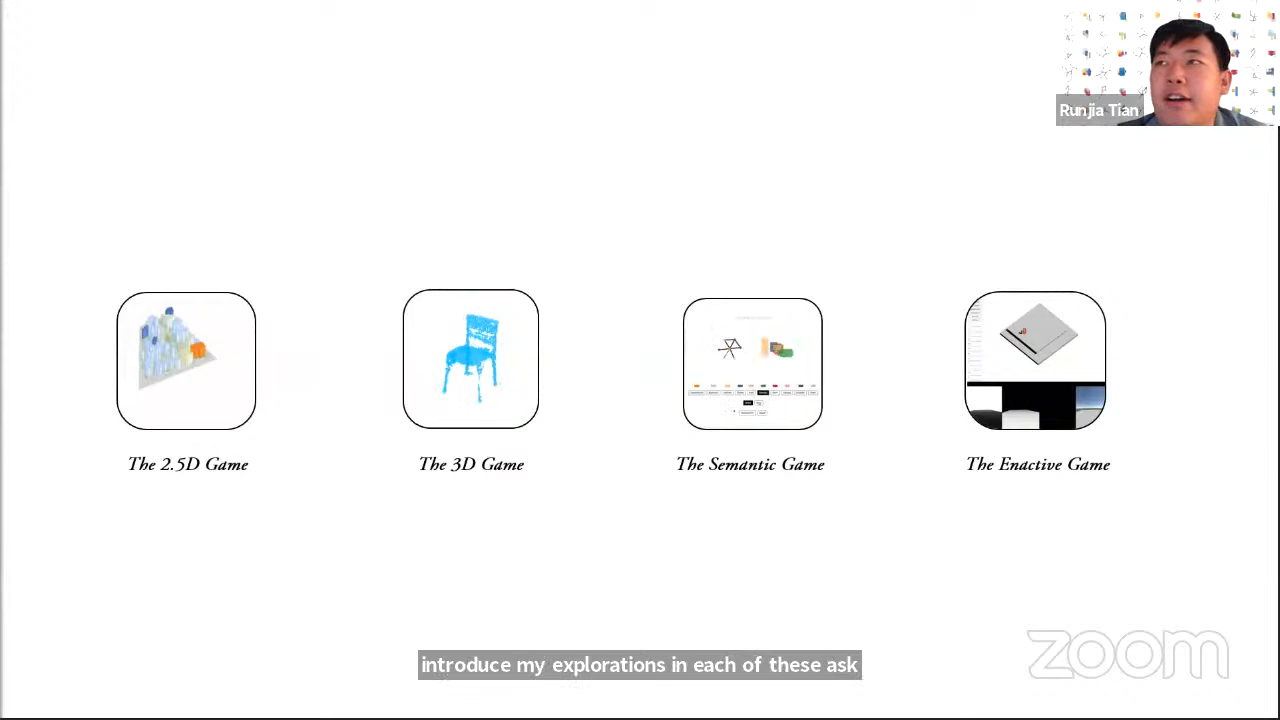 Runjia Tian
The 2.5D Game
The 3D Game
The Semantic Game
The Enactive Game
introduce my explorations in each of these ask
zoom